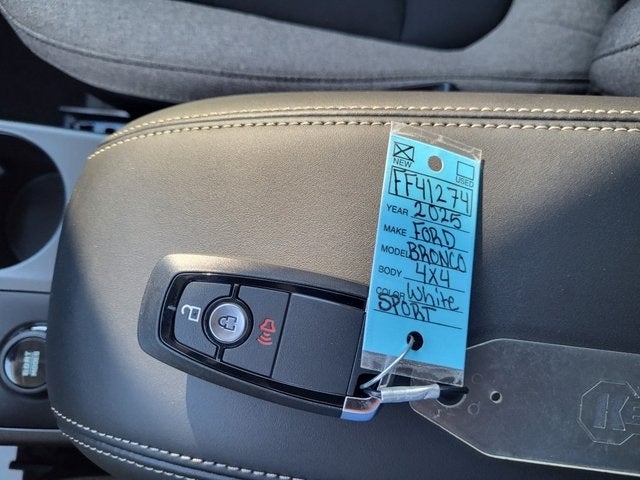 NEW
USED
FF41274
YEAR 2025
MAKE FORD
MODEL BRONCO
BODY 4X4
COLOR White
SPORT